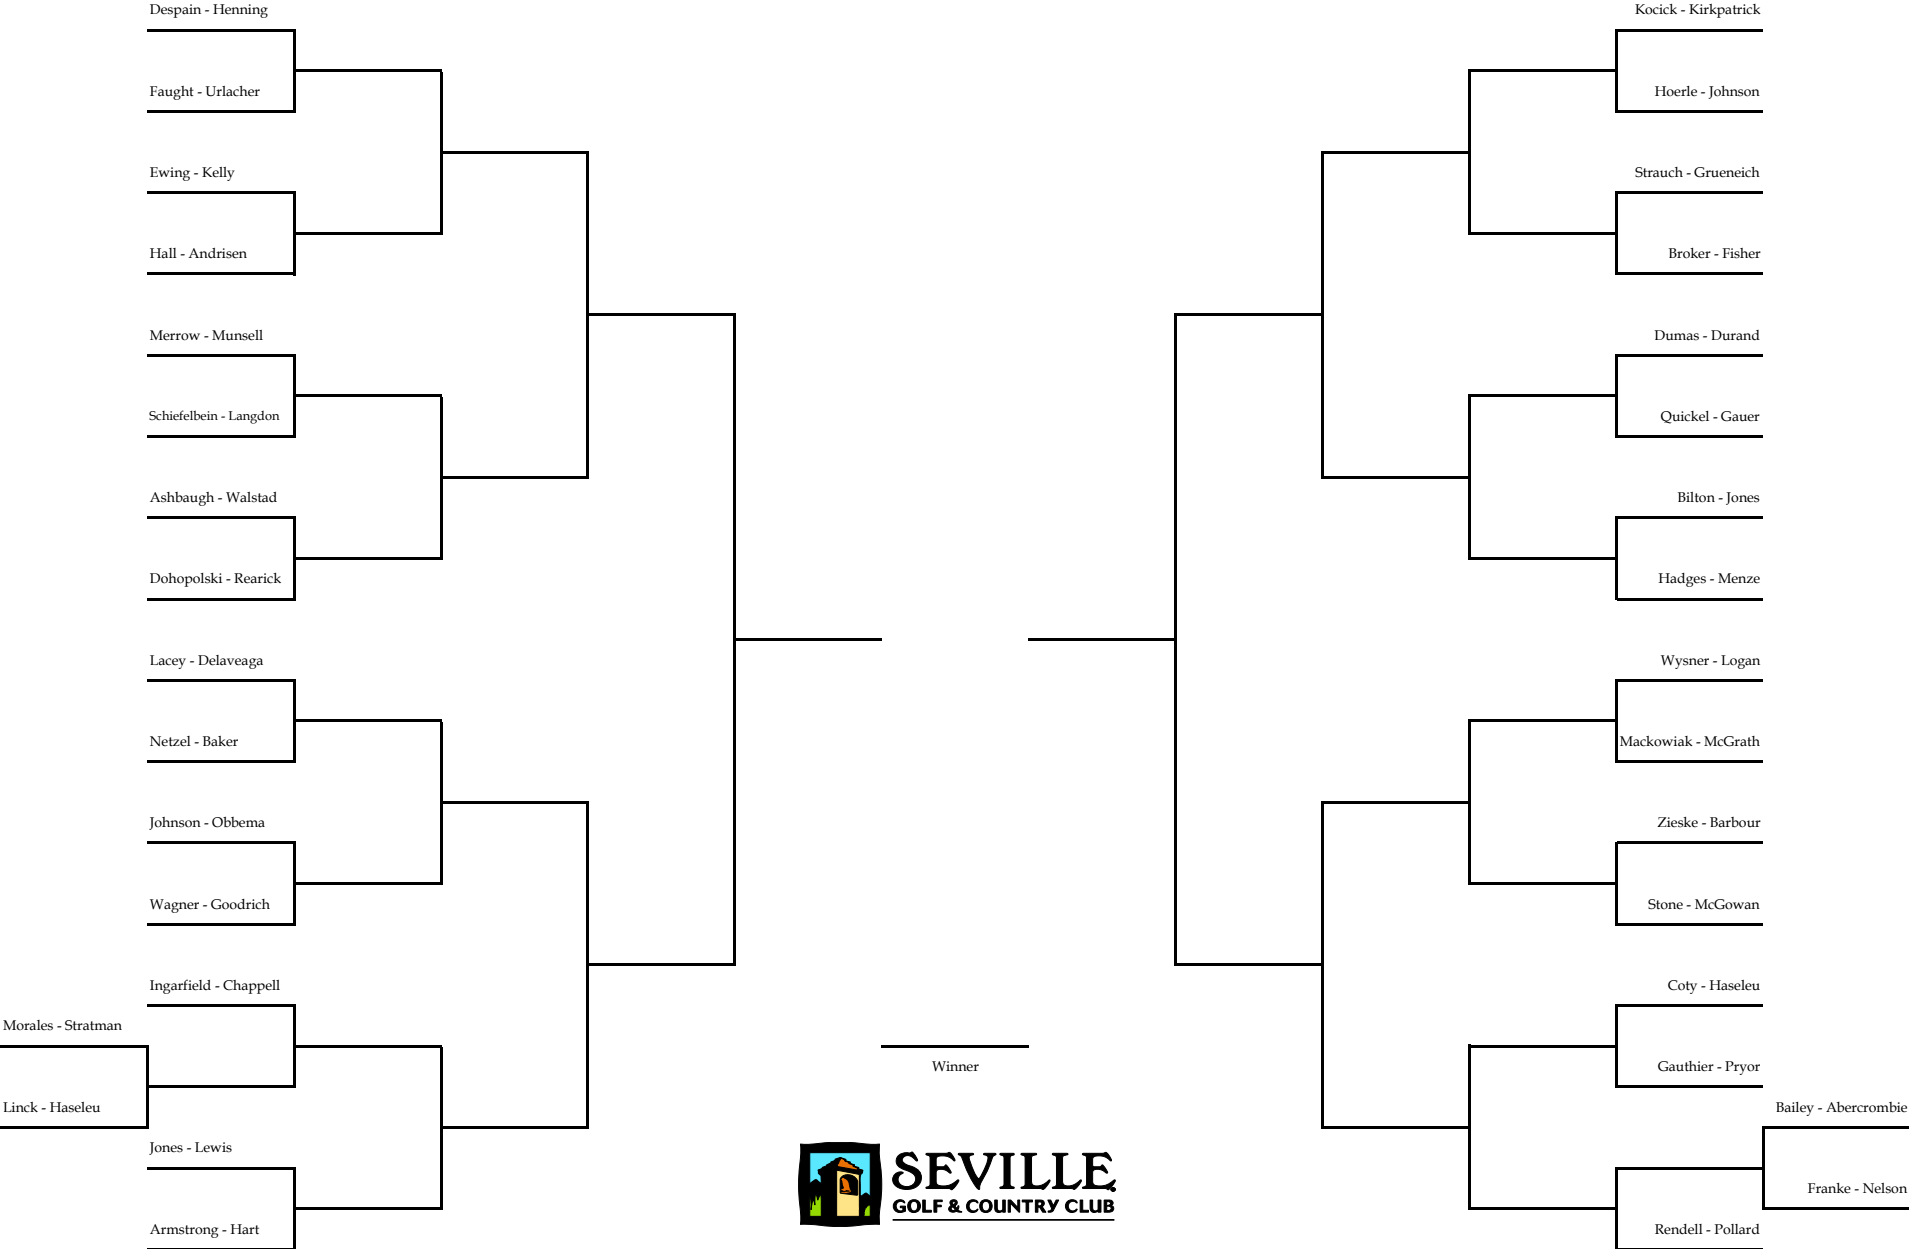 Despain - Henning
Faught - Urlacher
Ewing - Kelly
Hall - Andrisen
Merrow - Munsell
Schiefelbein - Langdon
Ashbaugh - Walstad
Dohopolski - Rearick
Lacey - Delaveaga
Netzel - Baker
Johnson - Obbema
Wagner - Goodrich
Ingarfield - Chappell
Morales - Stratman
Linck - Haseleu
Jones - Lewis
Armstrong - Hart
Kocick - Kirkpatrick
Hoerle - Johnson
Strauch - Grueneich
Broker - Fisher
Dumas - Durand
Quickel - Gauer
Bilton - Jones
Hadges - Menze
Wysner - Logan
Mackowiak - McGrath
Zieske - Barbour
Stone - McGowan
Coty - Haseleu
Gauthier - Pryor
Bailey - Abercrombie
Franke - Nelson
Rendell - Pollard
Winner
SEVILLE
GOLF & COUNTRY CLUB